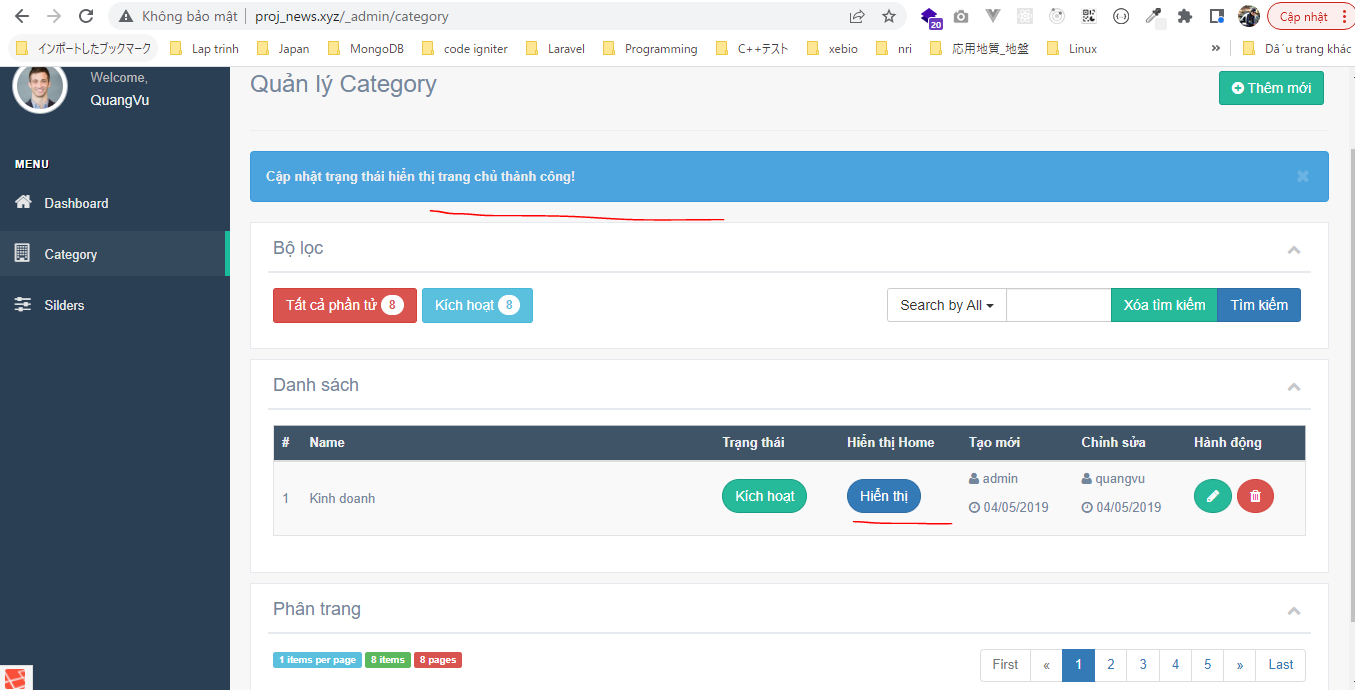 Không bảo mật | proj_news.xyz/_admin/category
20
Cập nhật
インポートしたブックマーク Lap trinh Japan MongoDB code igniter Laravel Programming C++テスト xebio nri 応用地質_地盤 Linux » Dấu trang khác
Welcome,
QuangVu
MENU
Dashboard
Category
Silders
Quản lý Category
Thêm mới
Cập nhật trạng thái hiển thị trang chủ thành công!
×
Bộ lọc
Tất cả phần tử 8 Kích hoạt 8 Search by All Xóa tìm kiếm Tìm kiếm
Danh sách
# Name Trạng thái Hiển thị Home Tạo mới Chỉnh sửa Hành động
1 Kinh doanh Kích hoạt Hiển thị admin quangvu
04/05/2019 04/05/2019
Phân trang
1 items per page 8 items 8 pages
First « 1 2 3 4 5 » Last